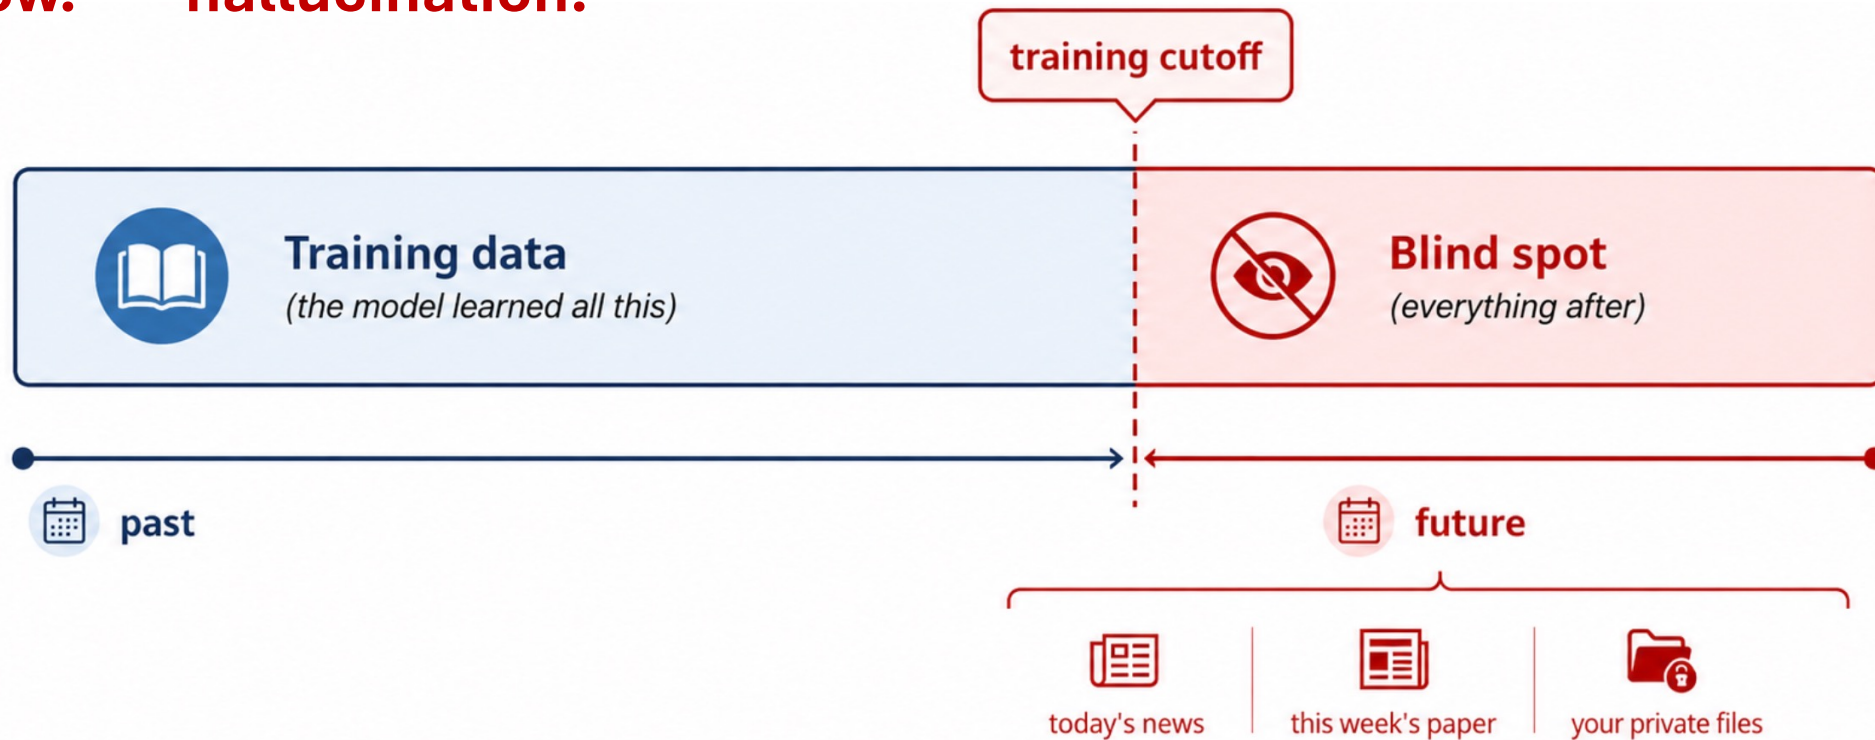 hallucination.
training cutoff
Training data
(the model learned all this)
Blind spot
(everything after)
past
future
today's news
this week's paper
your private files